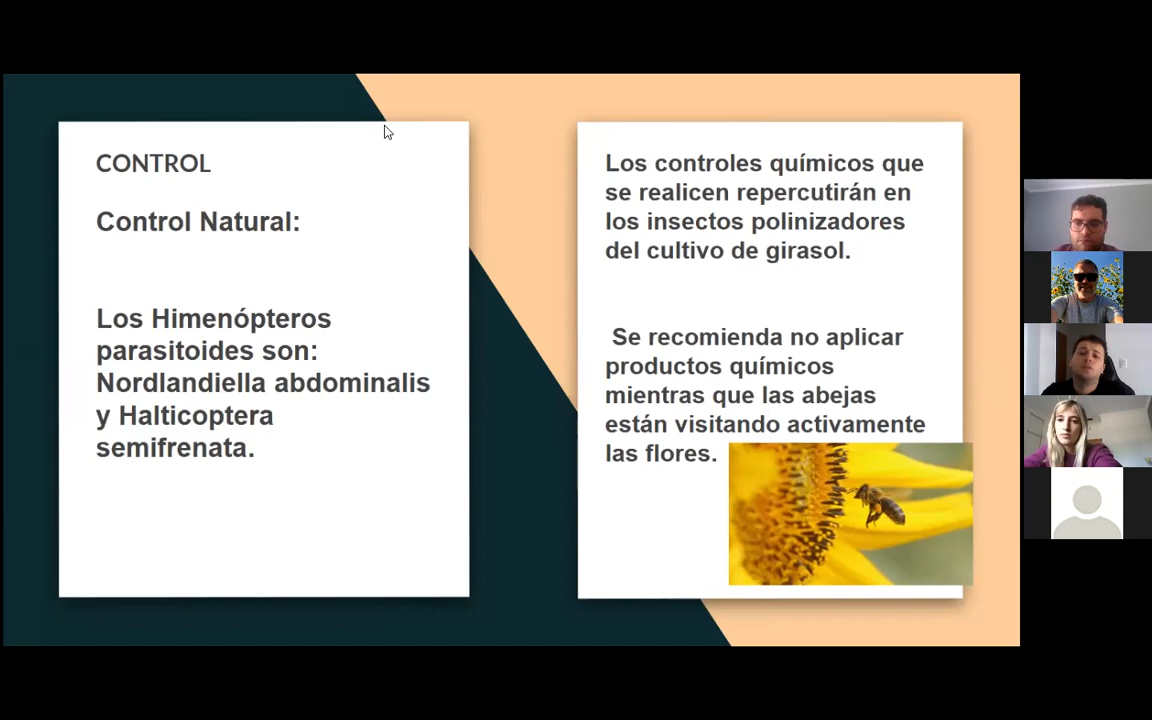 CONTROL
Control Natural:
Los Himenópteros
parasitoides son:
Nordlandiella abdominalis
y Halticoptera
semifrenata.
Los controles químicos que
se realicen repercutirán en
los insectos polinizadores
del cultivo de girasol.
Se recomienda no aplicar
productos químicos
mientras que las abejas
están visitando activamente
las flores.